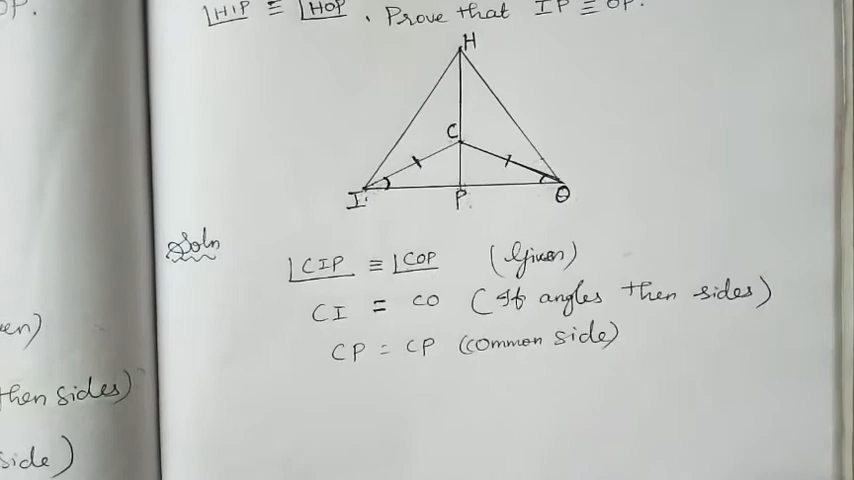 OP.
∠HIP ≅ ∠HOP. Prove that IP ≅ OP.
H
C
I P O
Soln
∠CIP ≅ ∠COP (Given)
CI = CO (If angles then sides)
CP = CP (common side)
en)
then sides)
side)